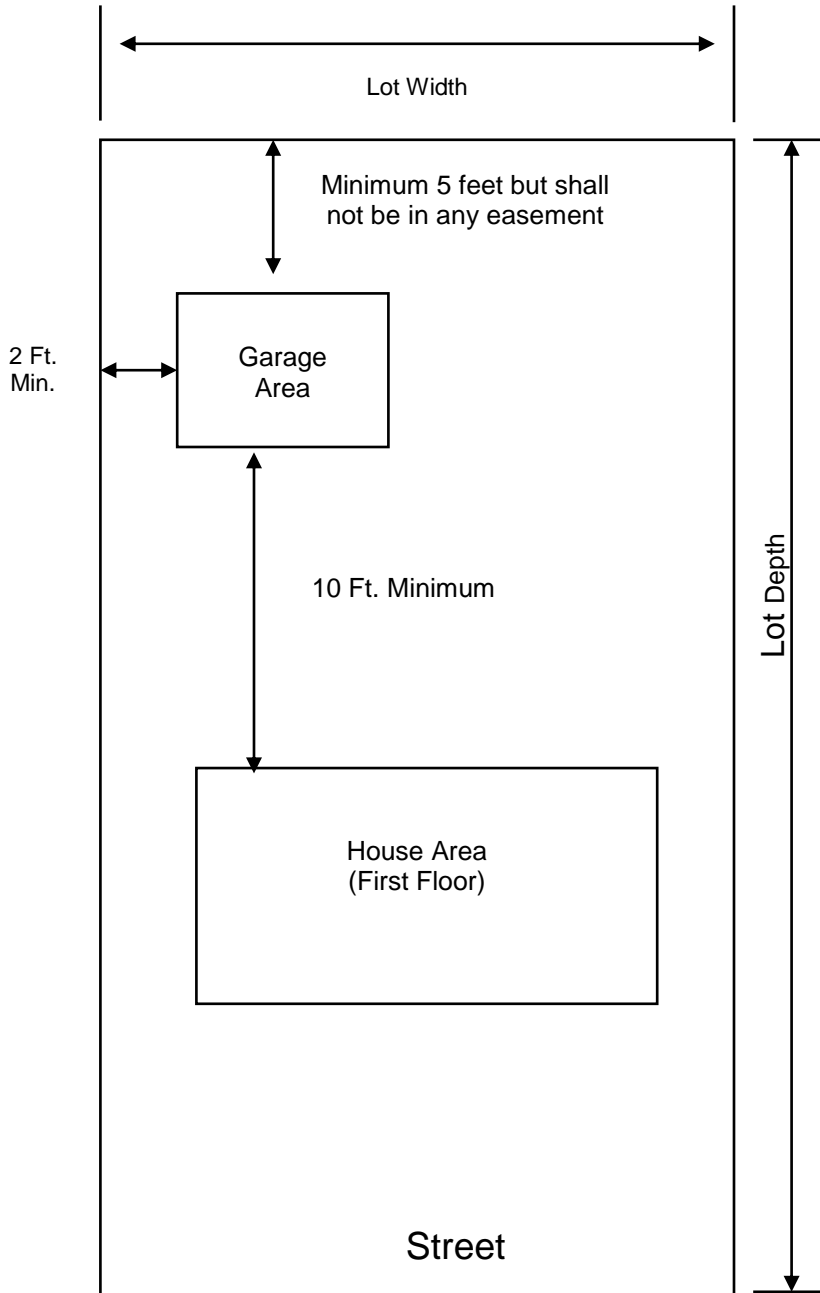 Lot Width
Minimum 5 feet but shall
not be in any easement
2 Ft.
Min.
Garage
Area
10 Ft. Minimum
Lot Depth
House Area
(First Floor)
Street